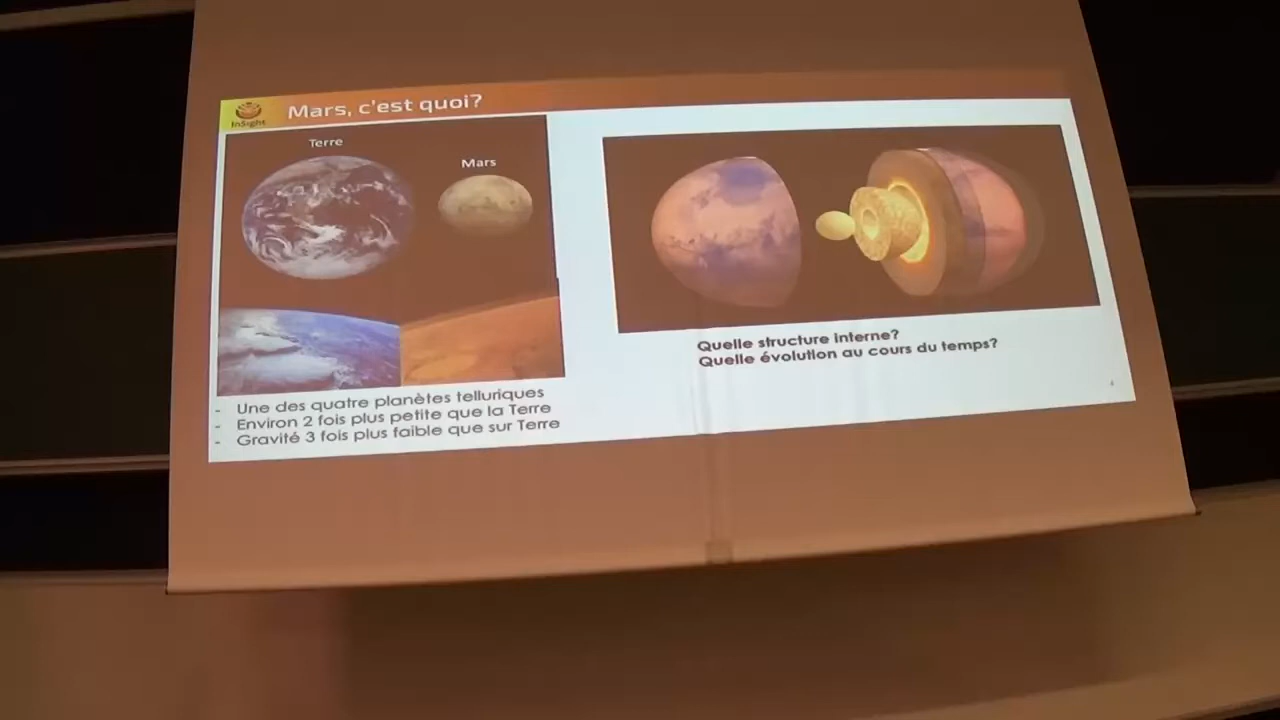 InSight
Mars, c'est quoi?
Terre
Mars
- Une des quatre planètes telluriques
- Environ 2 fois plus petite que la Terre
- Gravité 3 fois plus faible que sur Terre
Quelle structure interne?
Quelle évolution au cours du temps?
4